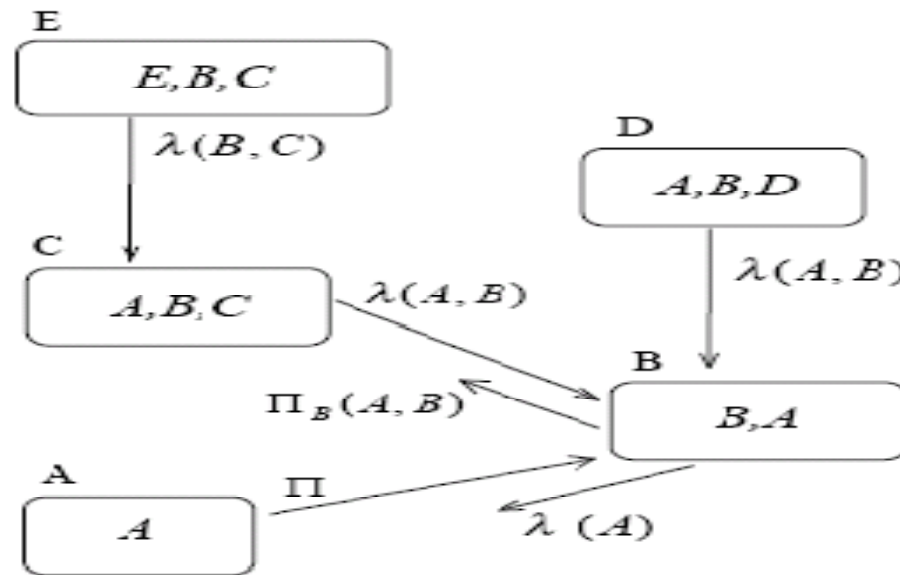 E
E,B,C
λ(B,C)
D
A,B,D
λ(A,B)
C
A,B,C
λ(A,B)
Π_B(A,B)
B
B,A
A
A
Π
λ (A)